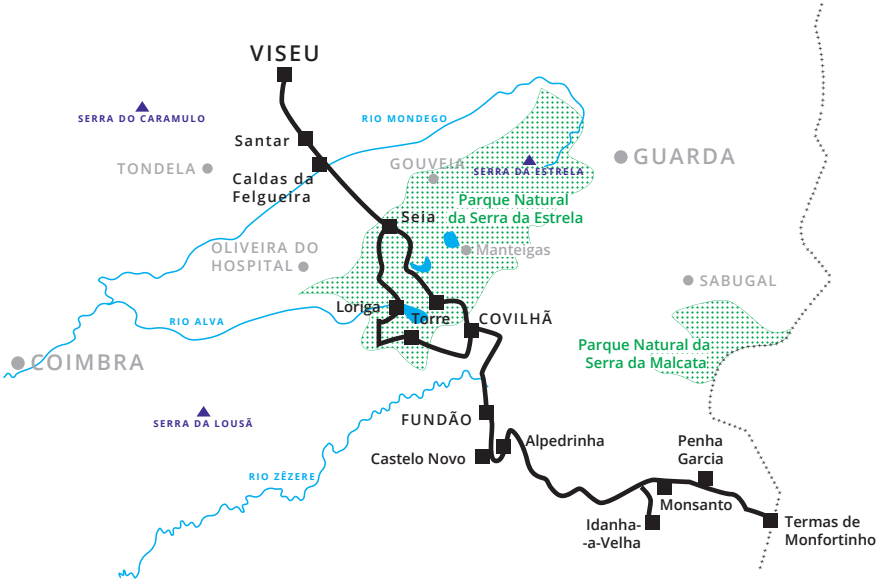 VISEU
SERRA DO CARAMULO
RIO MONDEGO
Santar
GOUVEIA
GUARDA
TONDELA
SERRA DA ESTRELA
Caldas da
Felgueira
Parque Natural
da Serra da Estrela
Seia
OLIVEIRA DO
HOSPITAL
Manteigas
SABUGAL
Loriga
Torre
COVILHÃ
RIO ALVA
COIMBRA
Parque Natural da
Serra da Malcata
SERRA DA LOUSÃ
FUNDÃO
Alpedrinha
Penha
Garcia
Castelo Novo
RIO ZÊZERE
Monsanto
Idanha-
-a-Velha
Termas de
Monfortinho